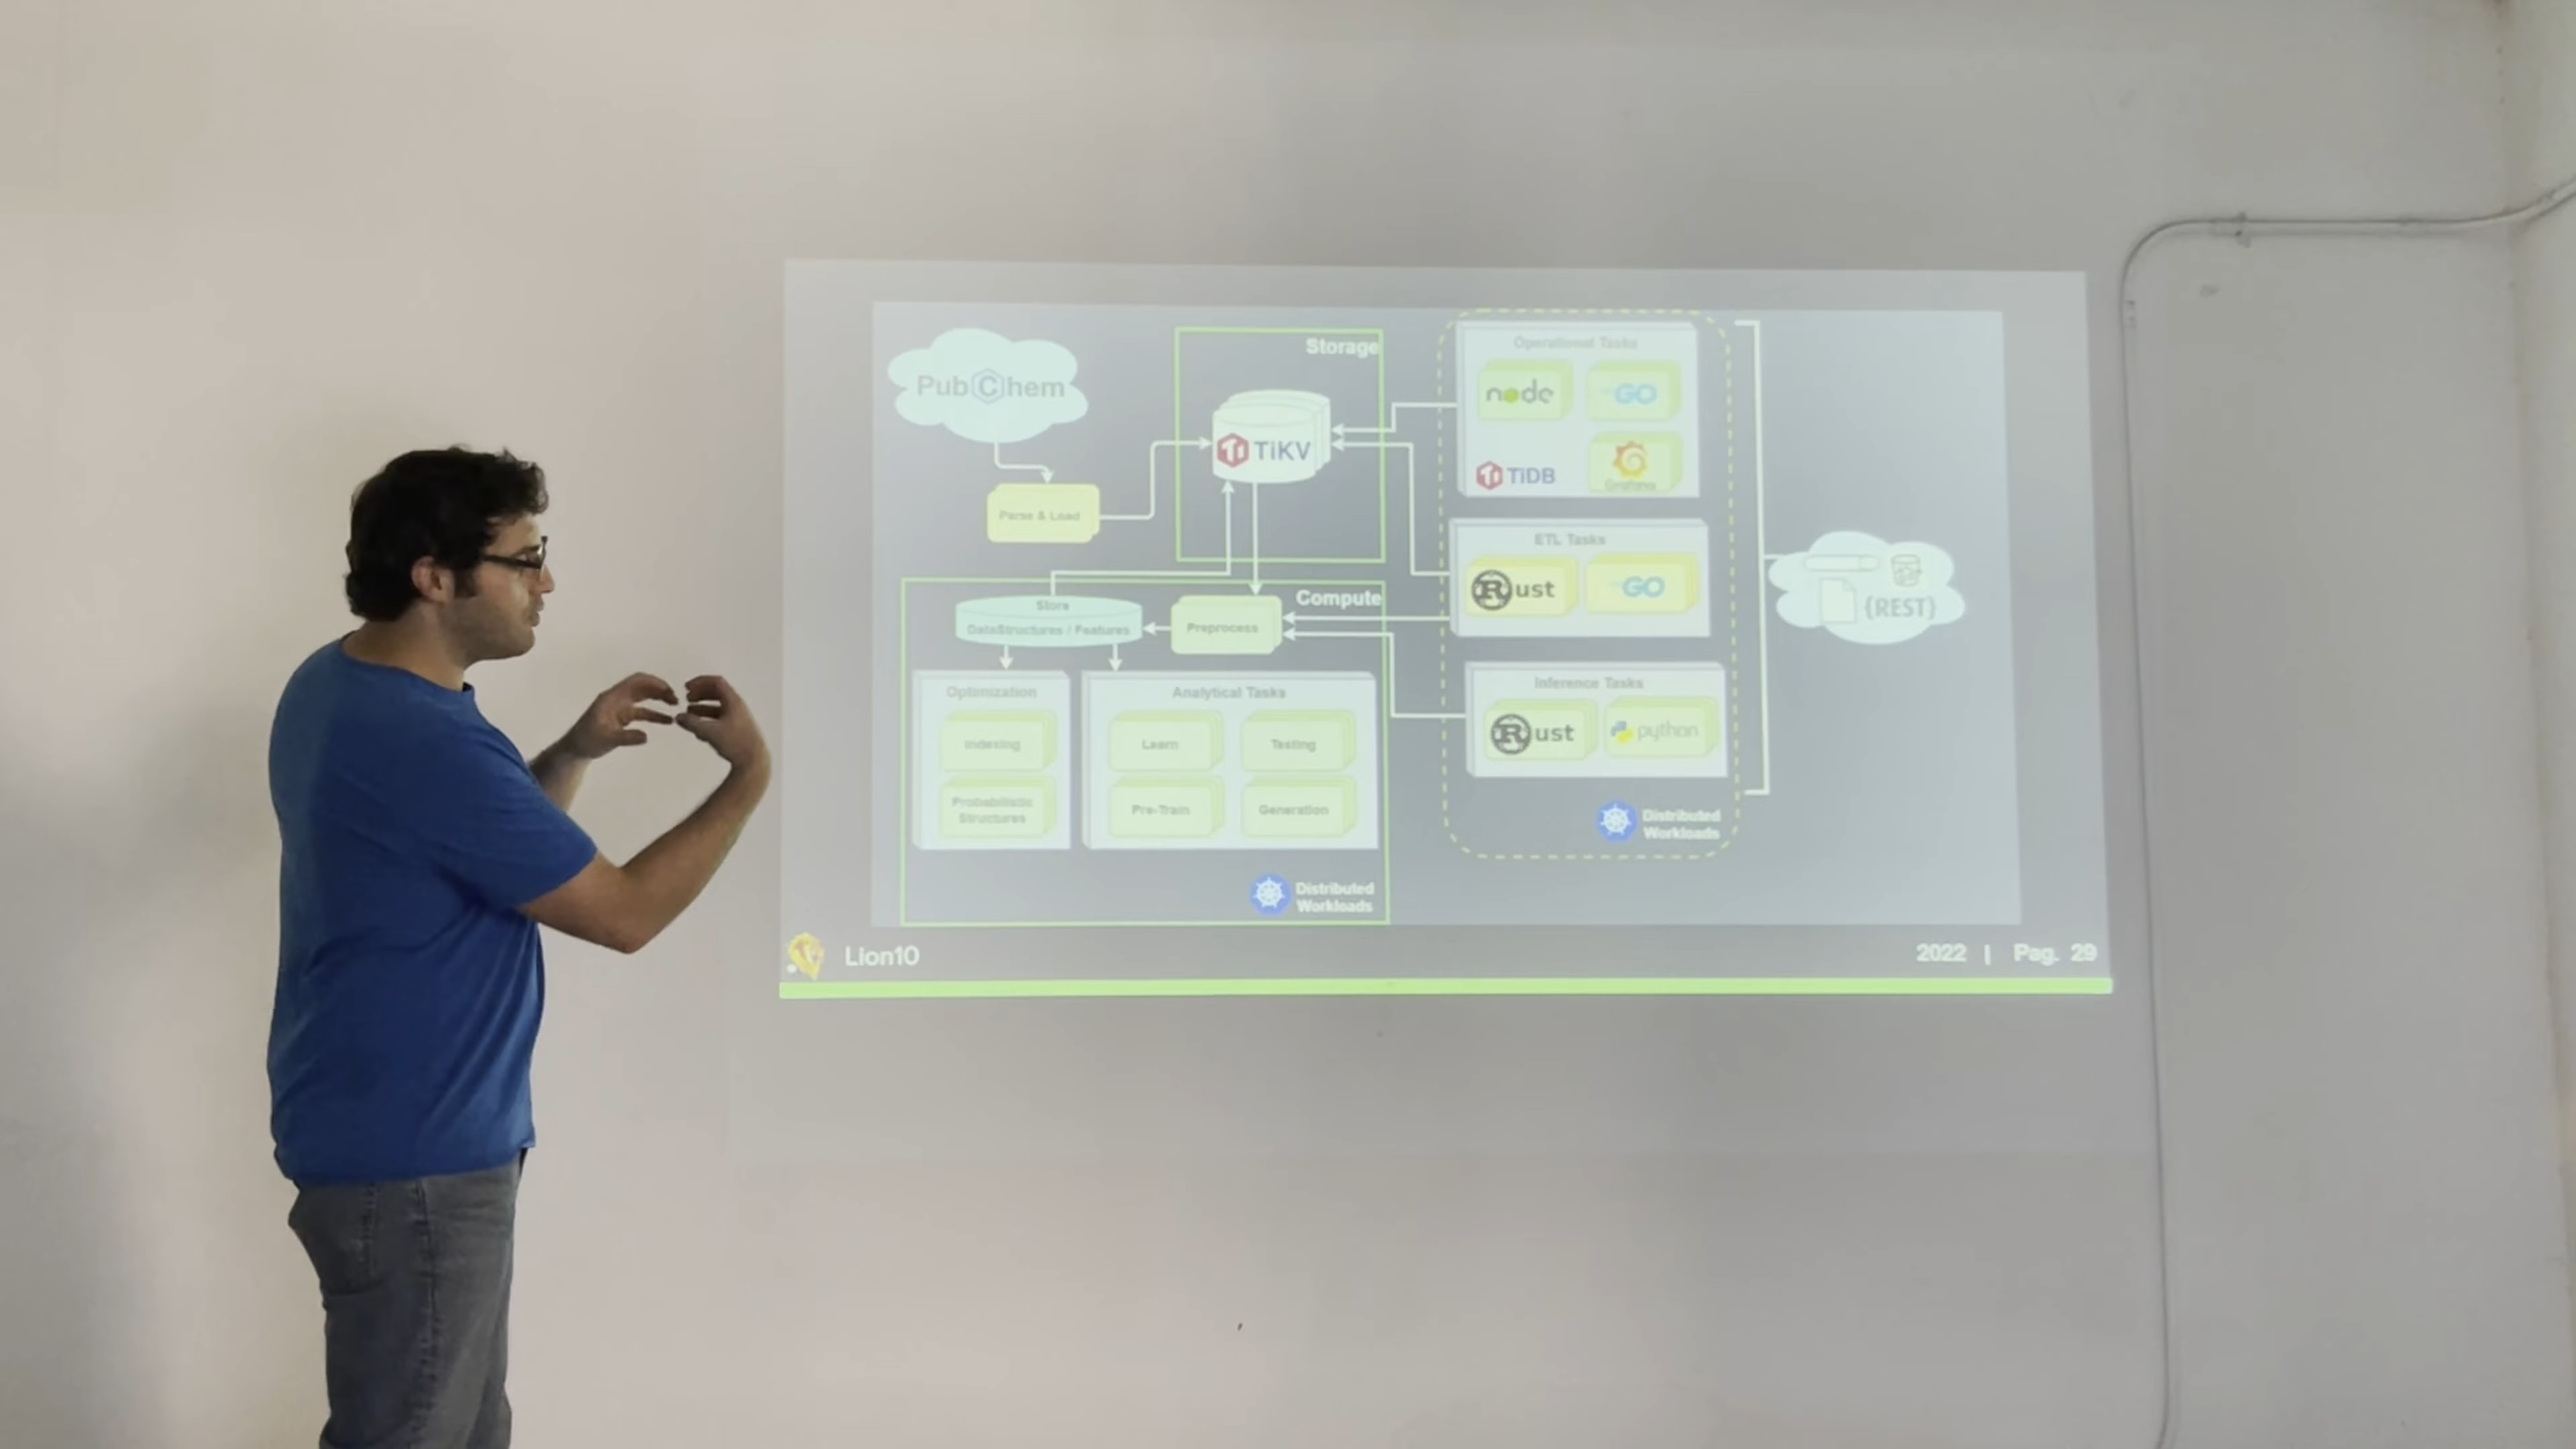 PubChem
Storage
TiKV
Parse & Load
Operational Tasks
node
GO
TiDB
Grafana
ETL Tasks
Rust
GO
{REST}
Compute
Store
DataStructures / Features
Preprocess
Optimization
Indexing
Probabilistic
Structures
Analytical Tasks
Learn
Testing
Pre-Train
Generation
Inference Tasks
Rust
python
Distributed
Workloads
Distributed
Workloads
Lion10
2022 | Pag. 29